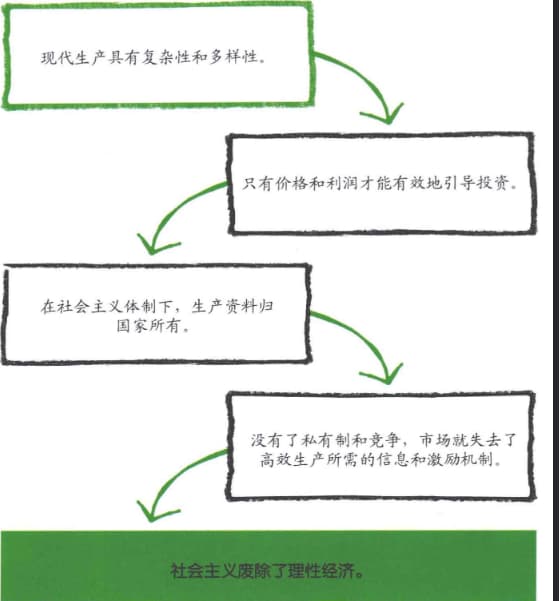 现代生产具有复杂性和多样性。
只有价格和利润才能有效地引导投资。
在社会主义体制下，生产资料归
国家所有。
没有了私有制和竞争，市场就失去了
高效生产所需的信息和激励机制。
社会主义废除了理性经济。